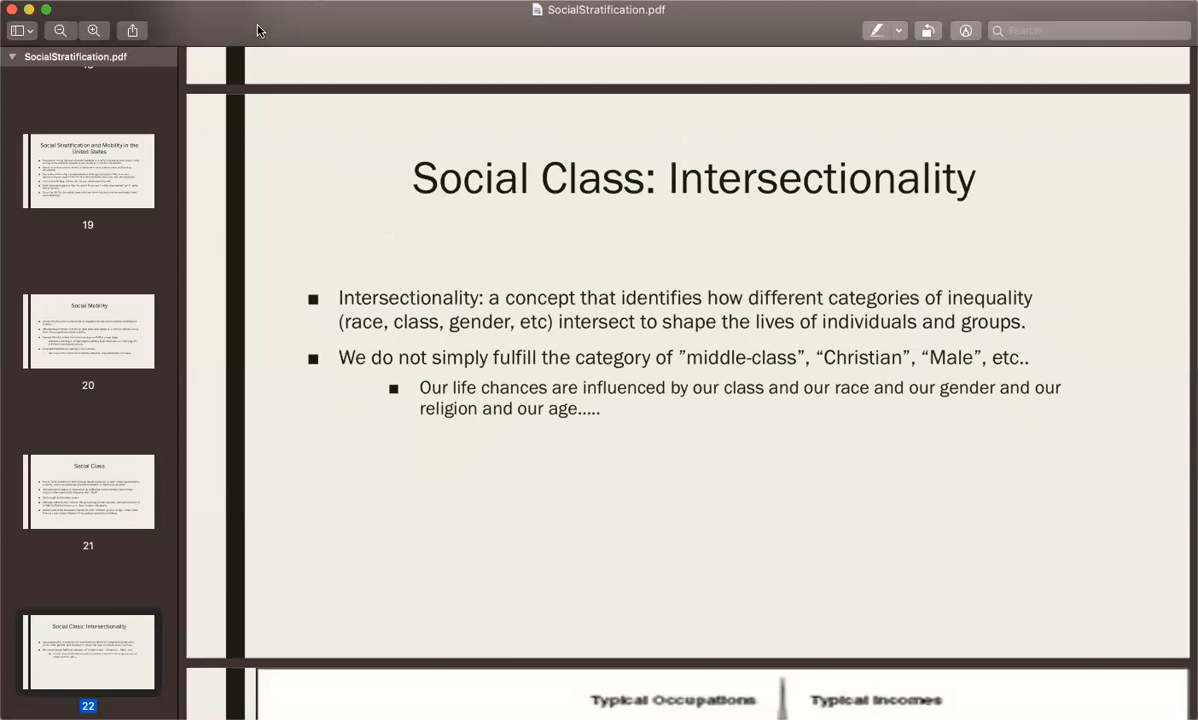 SocialStratification.pdf
Search
SocialStratification.pdf
Social Stratification and Mobility in the
United States
19
Social Mobility
20
Social Class
21
Social Class: Intersectionality
22
Social Class: Intersectionality
■ Intersectionality: a concept that identifies how different categories of inequality
(race, class, gender, etc) intersect to shape the lives of individuals and groups.
■ We do not simply fulfill the category of ”middle-class”, “Christian”, “Male”, etc..
■ Our life chances are influenced by our class and our race and our gender and our
religion and our age.....
Typical Occupations
Typical Incomes